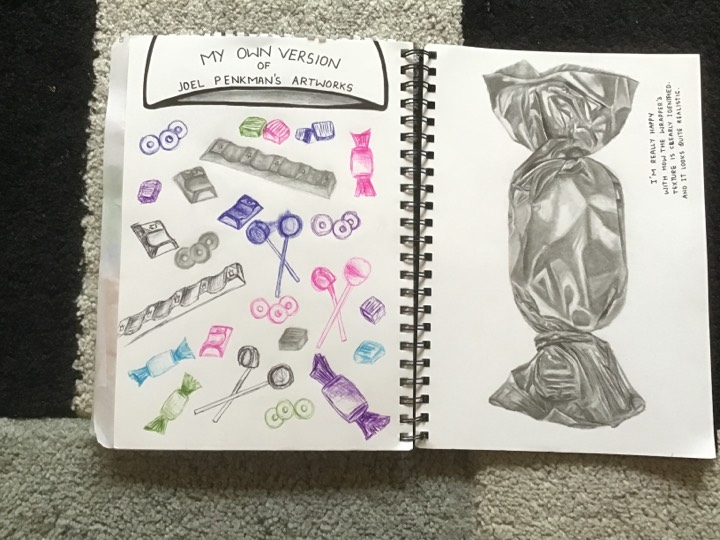 MY OWN VERSION
OF
JOEL PENKMAN'S ARTWORKS
I'M REALLY HAPPY
WITH HOW THE WRAPPER'S
TEXTURE IS CLEARLY IDENTIFIED
AND IT LOOKS QUITE REALISTIC.